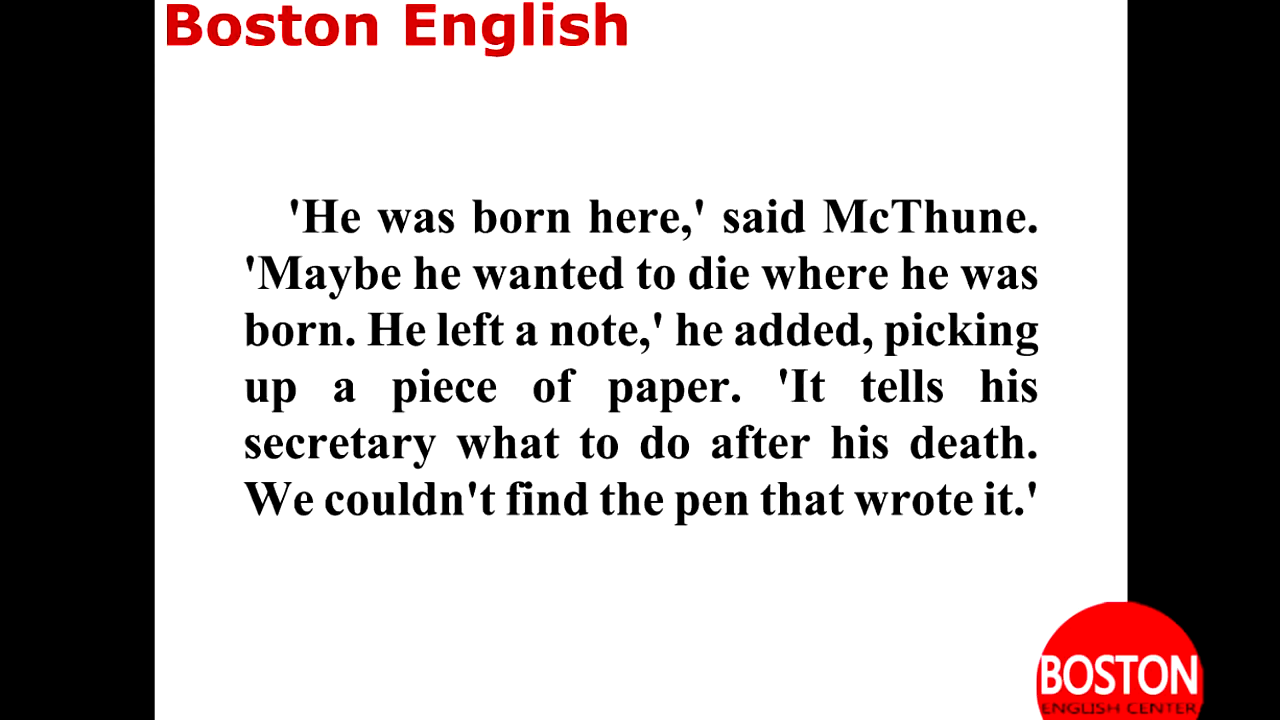 Boston English
'He was born here,' said McThune.
'Maybe he wanted to die where he was
born. He left a note,' he added, picking
up a piece of paper. 'It tells his
secretary what to do after his death.
We couldn't find the pen that wrote it.'
BOSTON
ENGLISH CENTER